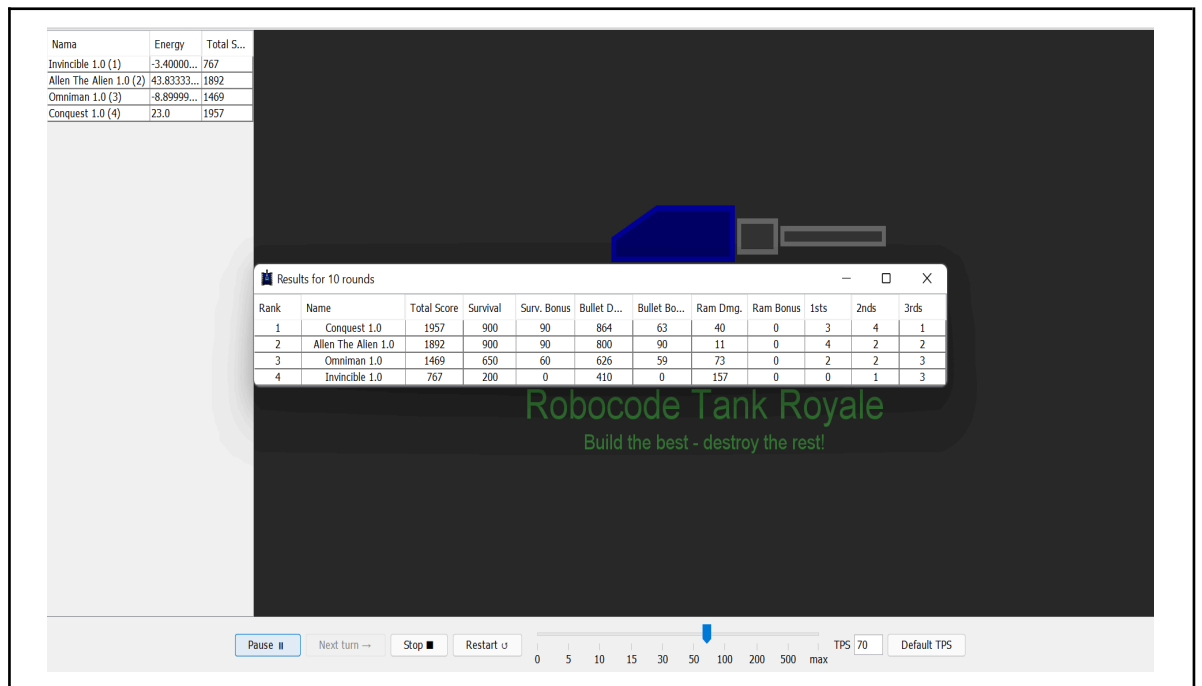 Nama Energy Total S...
Invincible 1.0 (1) -3.40000... 767
Allen The Alien 1.0 (2) 43.83333... 1892
Omniman 1.0 (3) -8.89999... 1469
Conquest 1.0 (4) 23.0 1957
Results for 10 rounds
Rank Name Total Score Survival Surv. Bonus Bullet D... Bullet Bo... Ram Dmg. Ram Bonus 1sts 2nds 3rds
1 Conquest 1.0 1957 900 90 864 63 40 0 3 4 1
2 Allen The Alien 1.0 1892 900 90 800 90 11 0 4 2 2
3 Omniman 1.0 1469 650 60 626 59 73 0 2 2 3
4 Invincible 1.0 767 200 0 410 0 157 0 0 1 3
Robocode Tank Royale
Build the best - destroy the rest!
Pause Next turn → Stop Restart ↺ TPS 70 Default TPS
0 5 10 15 30 50 100 200 500 max